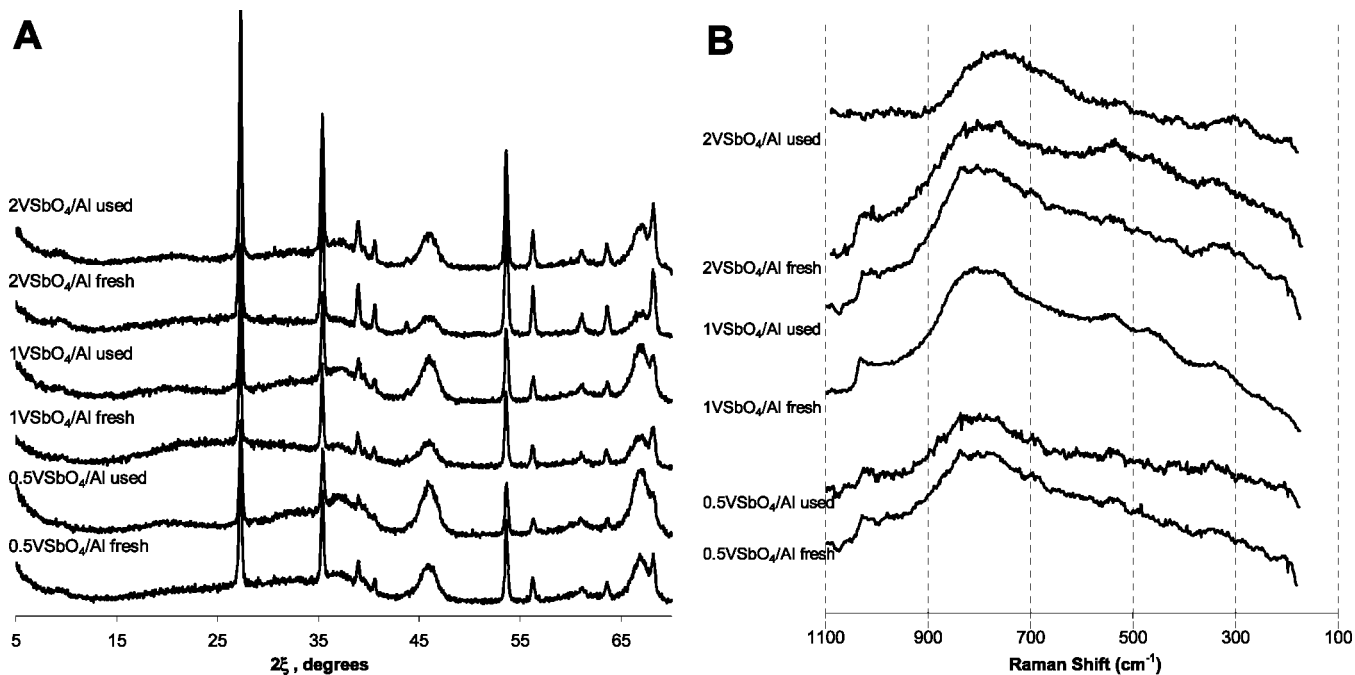 A
2VSbO₄/Al used
2VSbO₄/Al fresh
1VSbO₄/Al used
1VSbO₄/Al fresh
0.5VSbO₄/Al used
0.5VSbO₄/Al fresh
5 15 25 35 45 55 65
2ξ , degrees
B
2VSbO₄/Al used
2VSbO₄/Al fresh
1VSbO₄/Al used
1VSbO₄/Al fresh
0.5VSbO₄/Al used
0.5VSbO₄/Al fresh
1100 900 700 500 300 100
Raman Shift (cm⁻¹)